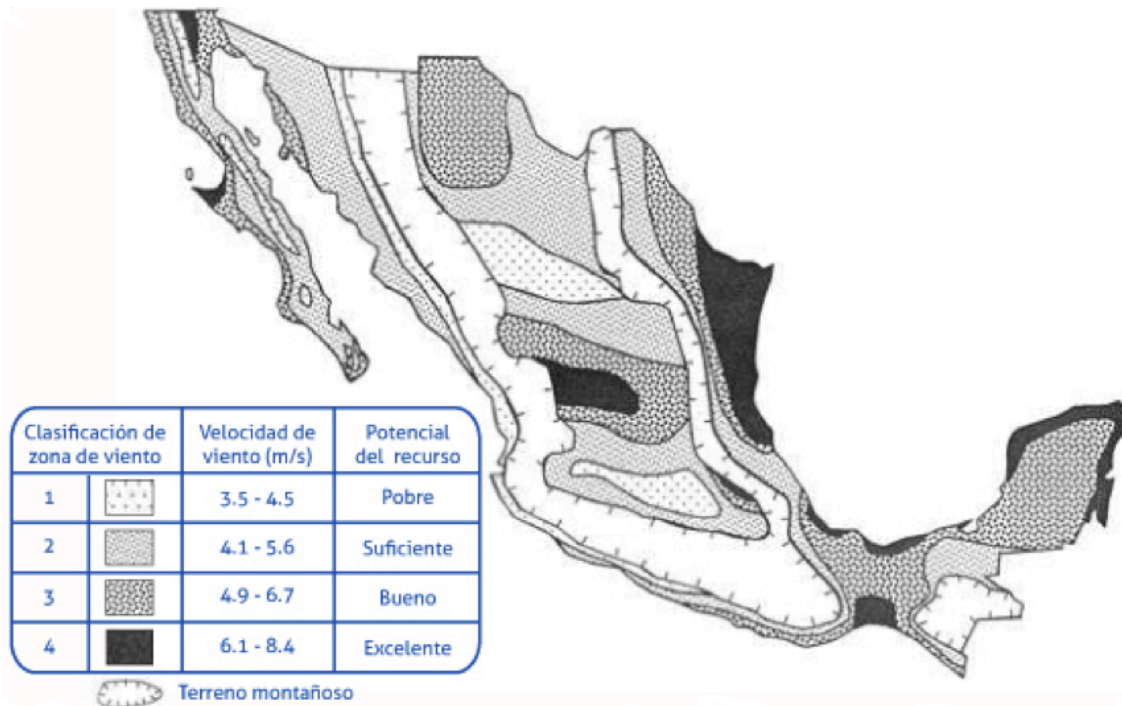 Clasificación de zona de viento
Velocidad de viento (m/s)
Potencial del recurso
1
3.5 - 4.5
Pobre
2
4.1 - 5.6
Suficiente
3
4.9 - 6.7
Bueno
4
6.1 - 8.4
Excelente
Terreno montañoso